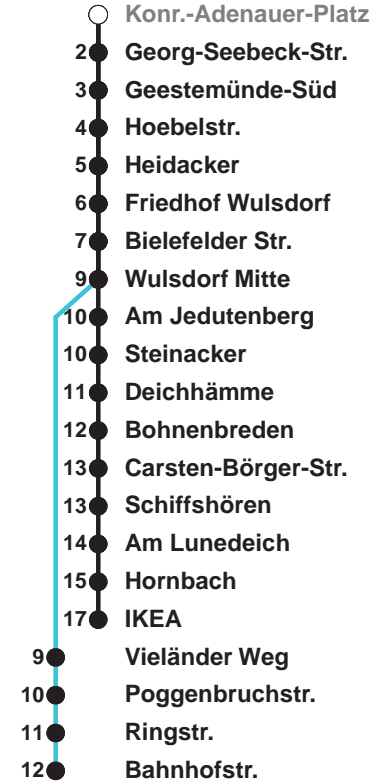 Konr.-Adenauer-Platz
2 Georg-Seebeck-Str.
3 Geestemünde-Süd
4 Hoebelstr.
5 Heidacker
6 Friedhof Wulsdorf
7 Bielefelder Str.
9 Wulsdorf Mitte
10 Am Jedutenberg
10 Steinacker
11 Deichhämme
12 Bohnenbreden
13 Carsten-Börger-Str.
13 Schiffshören
14 Am Lunedeich
15 Hornbach
17 IKEA
9 Vieländer Weg
10 Poggenbruchstr.
11 Ringstr.
12 Bahnhofstr.